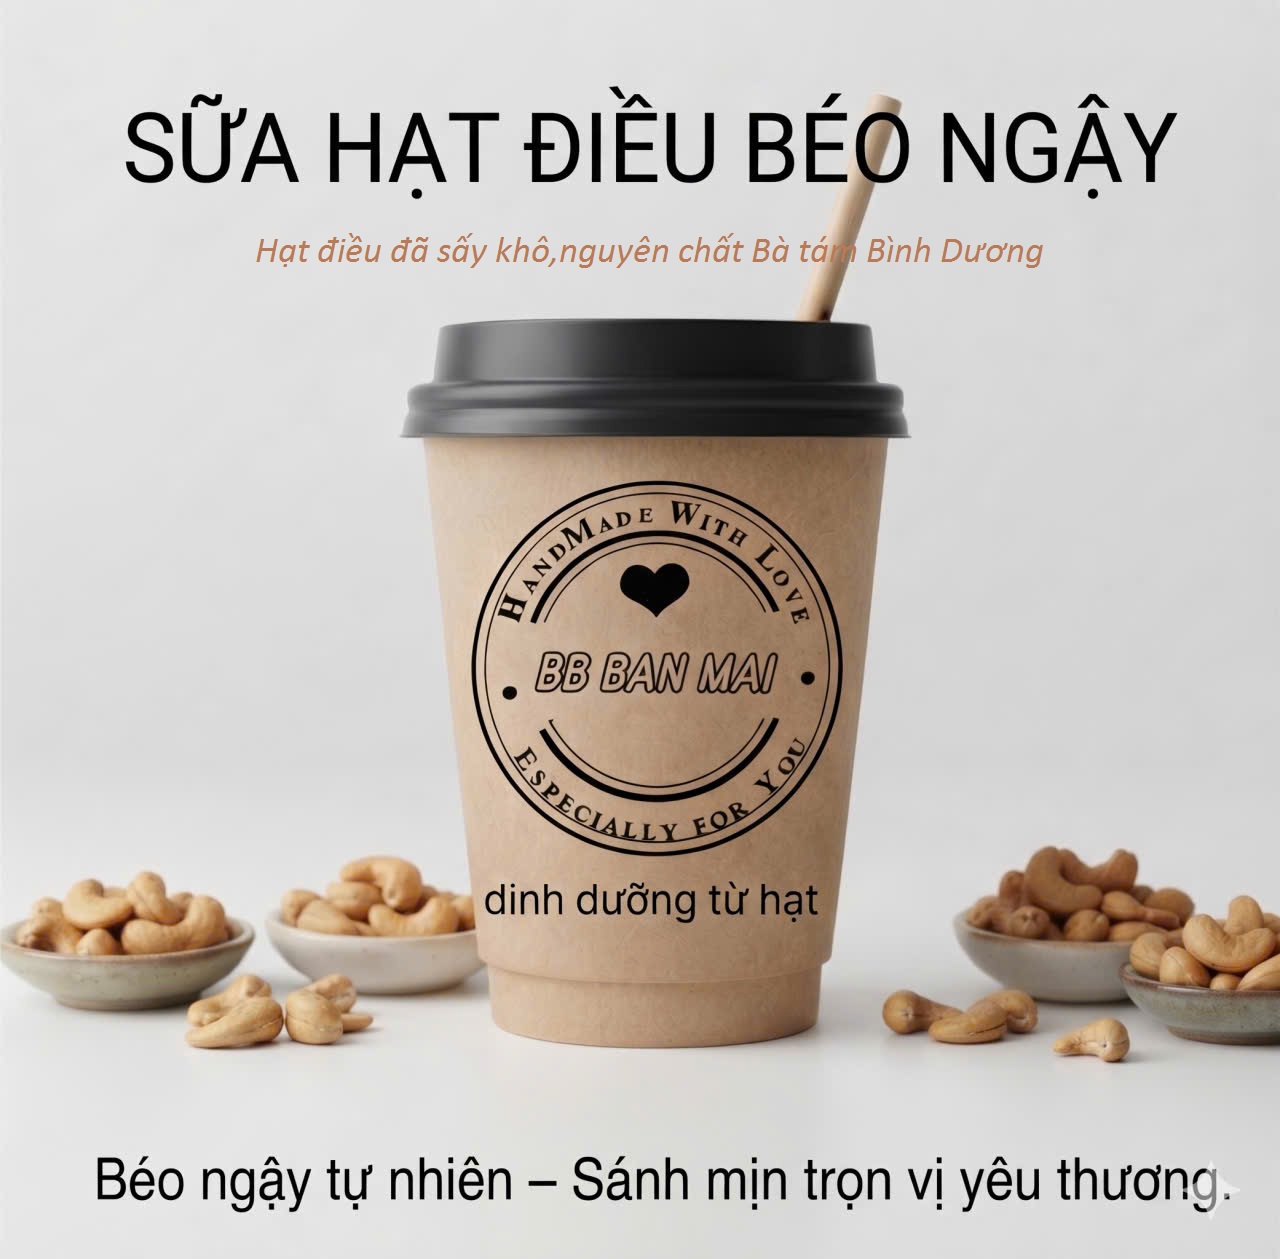 SỮA HẠT ĐIỀU BÉO NGẬY
Hạt điều đã sấy khô,nguyên chất Bà tám Bình Dương
HANDMADE WITH LOVE
BB BAN MAI
ESPECIALLY FOR YOU
dinh dưỡng từ hạt
Béo ngậy tự nhiên – Sánh mịn trọn vị yêu thương.